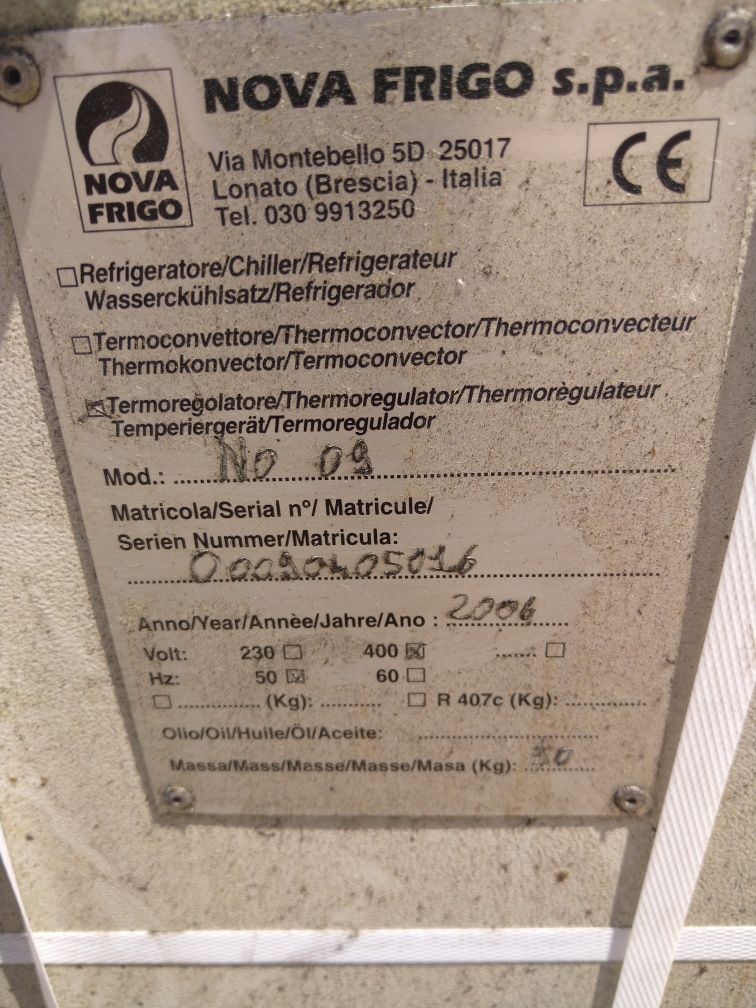 NOVA FRIGO s.p.a.
NOVA
FRIGO
Via Montebello 5D 25017
Lonato (Brescia) - Italia
Tel. 030 9913250
CE
Refrigeratore/Chiller/Refrigerateur
Wasserckühlsatz/Refrigerador
Termoconvettore/Thermoconvector/Thermoconvecteur
Thermokonvector/Termoconvector
Termoregolatore/Thermoregulator/Thermorègulateur
Temperiergerät/Termoregulador
Mod.: NO 09
Matricola/Serial n°/ Matricule/
Serien Nummer/Matricula:
Anno/Year/Annèe/Jahre/Ano : 2006
Volt: 230 400
Hz: 50 60
(Kg): R 407c (Kg):
Olio/Oil/Huile/Öl/Aceite:
Massa/Mass/Masse/Masse/Masa (Kg):